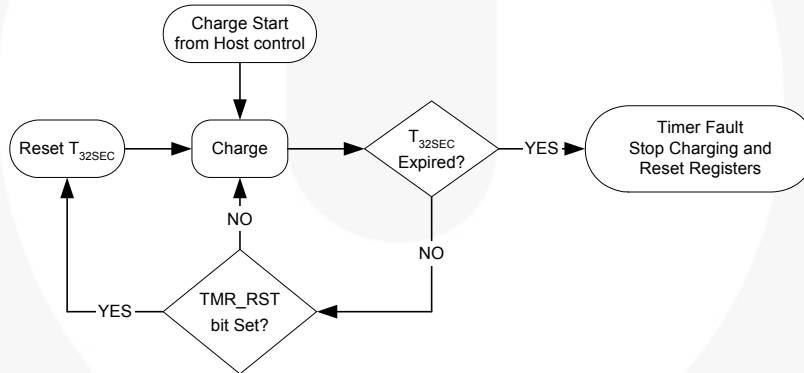 Charge Start
from Host control
Reset T32SEC
Charge
T32SEC
Expired?
YES
Timer Fault
Stop Charging and
Reset Registers
NO
NO
YES
TMR_RST
bit Set?